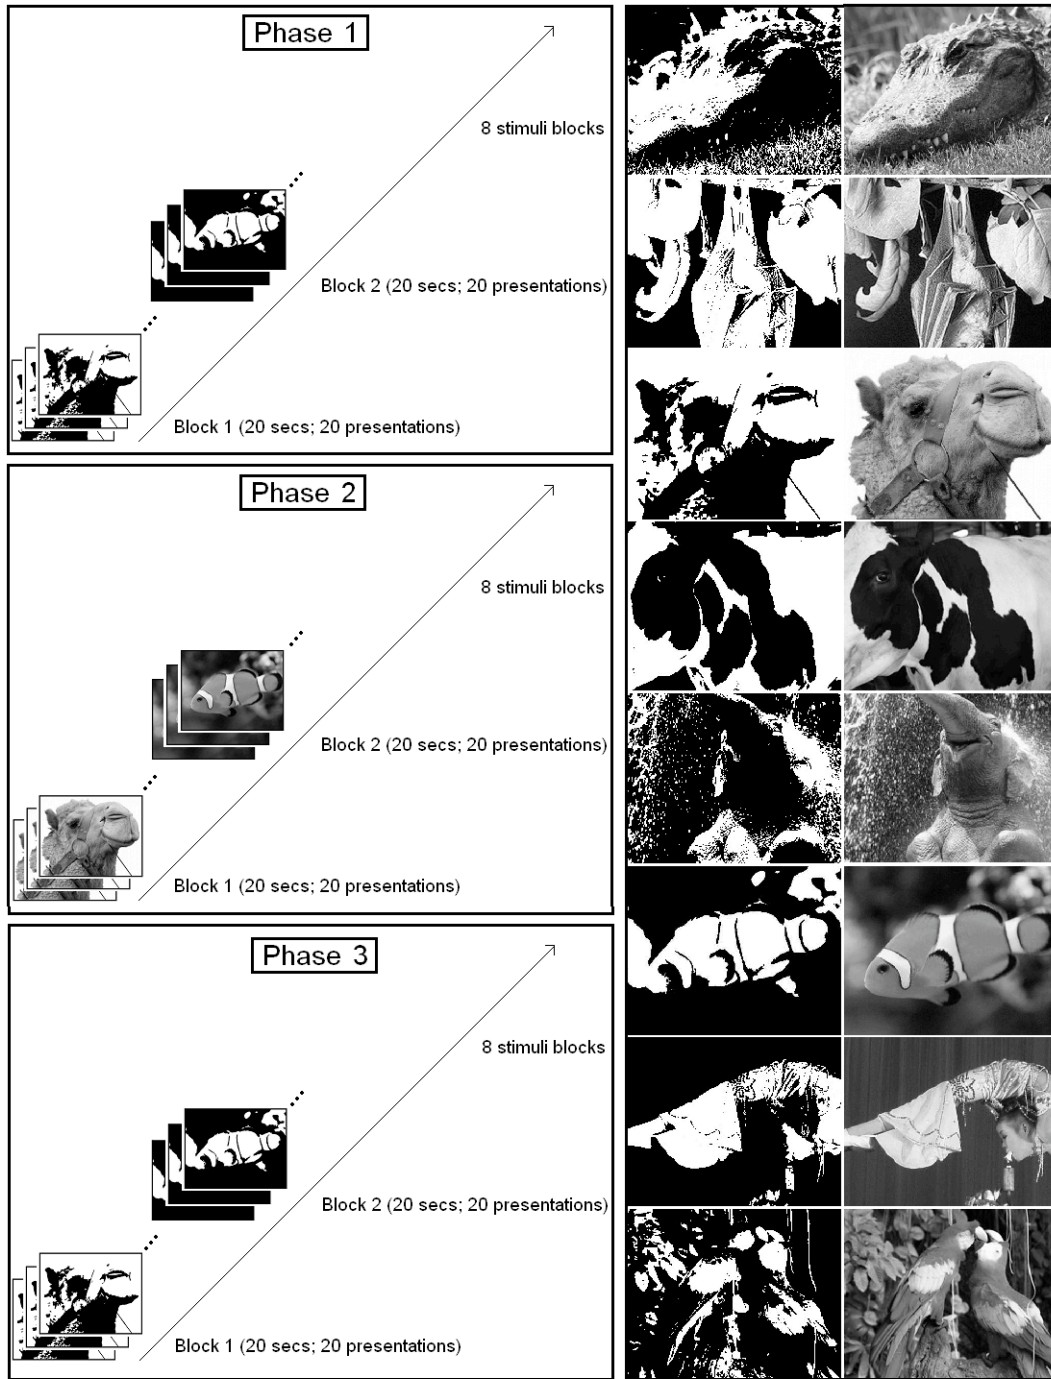 Phase 1
8 stimuli blocks
Block 2 (20 secs; 20 presentations)
Block 1 (20 secs; 20 presentations)
Phase 2
8 stimuli blocks
Block 2 (20 secs; 20 presentations)
Block 1 (20 secs; 20 presentations)
Phase 3
8 stimuli blocks
Block 2 (20 secs; 20 presentations)
Block 1 (20 secs; 20 presentations)